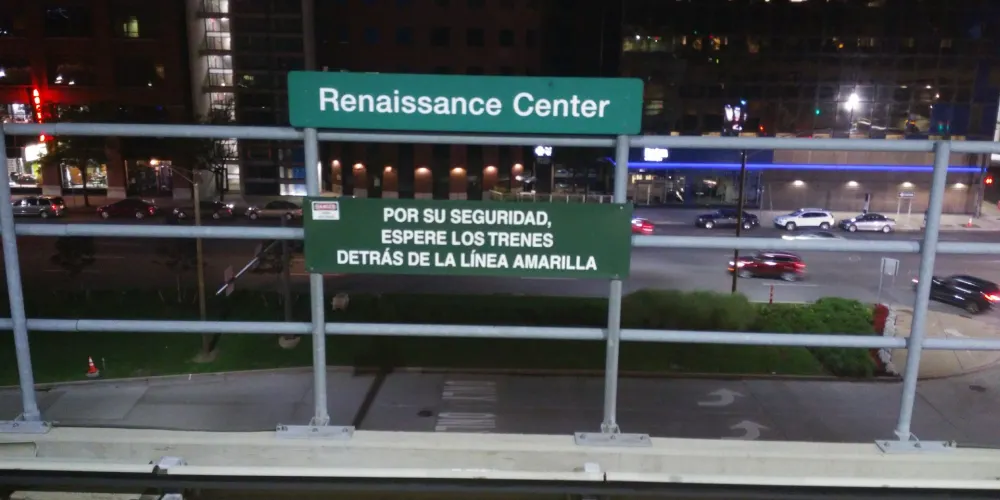 Renaissance Center
POR SU SEGURIDAD,
ESPERE LOS TRENES
DETRÁS DE LA LÍNEA AMARILLA